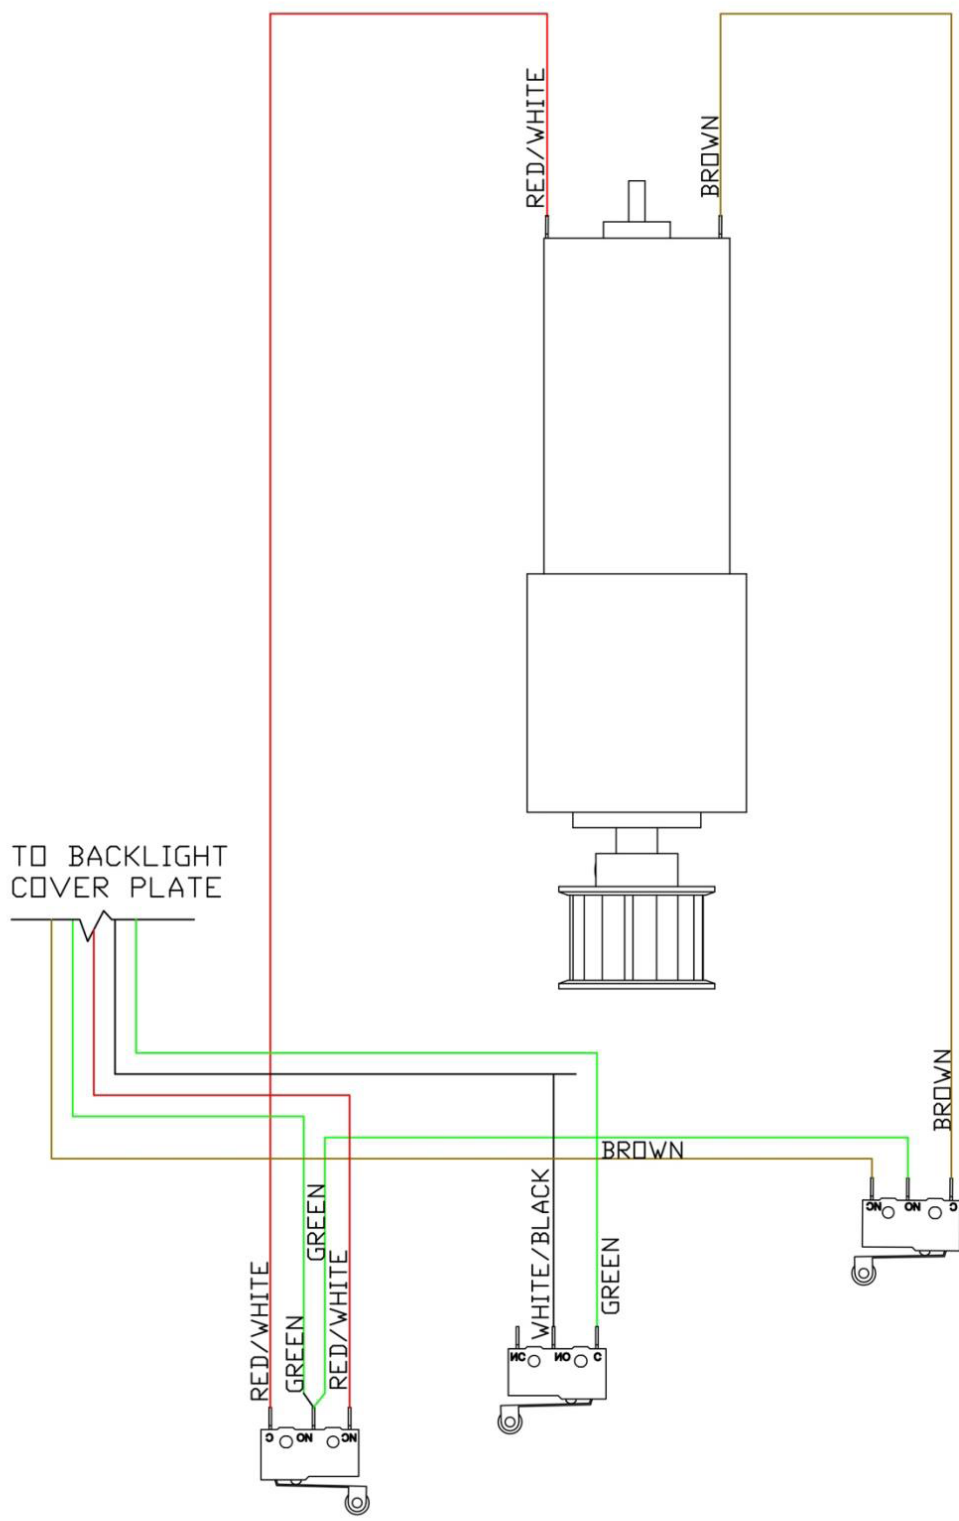 RED/WHITE
BROWN
TO BACKLIGHT
COVER PLATE
BROWN
BROWN
GREEN
WHITE/BLACK
GREEN
RED/WHITE
GREEN
RED/WHITE
NC NO C
NC NO C
C NO NC